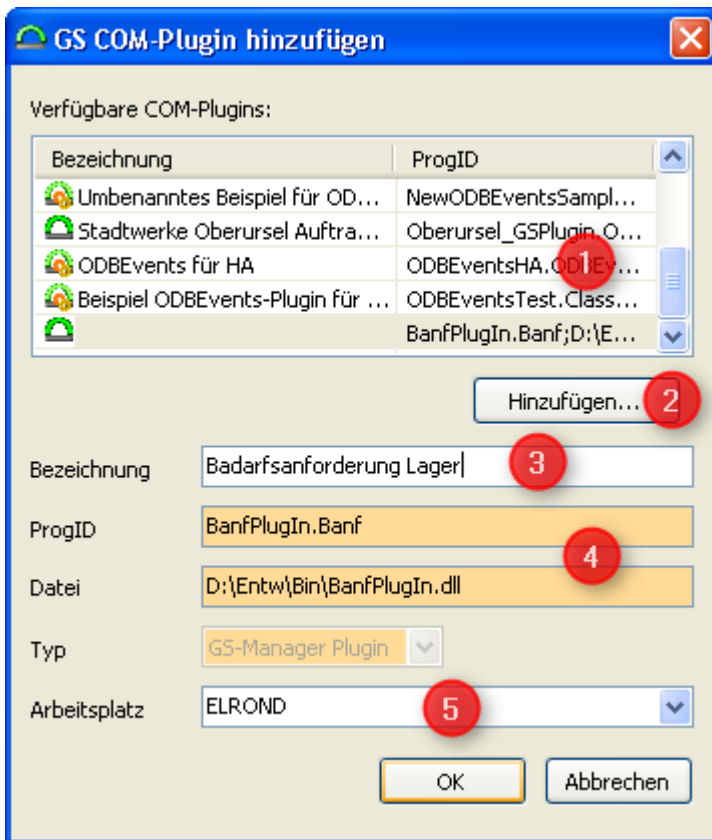 GS COM-Plugin hinzufügen
Verfügbare COM-Plugins:
Bezeichnung ProgID
Umbenanntes Beispiel für OD... NewODBEventsSampl...
Stadtwerke Oberursel Auftra... Oberursel_GSPlugin.O...
ODBEvents für HA ODBEventsHA.ODBEv...
1
Beispiel ODBEvents-Plugin für ... ODBEventsTest.Class...
BanfPlugIn.Banf;D:\E...
Hinzufügen... 2
Bezeichnung Badarfsanforderung Lager 3
ProgID BanfPlugIn.Banf
4
Datei D:\Entw\Bin\BanfPlugIn.dll
Typ GS-Manager Plugin
Arbeitsplatz ELROND 5
OK Abbrechen